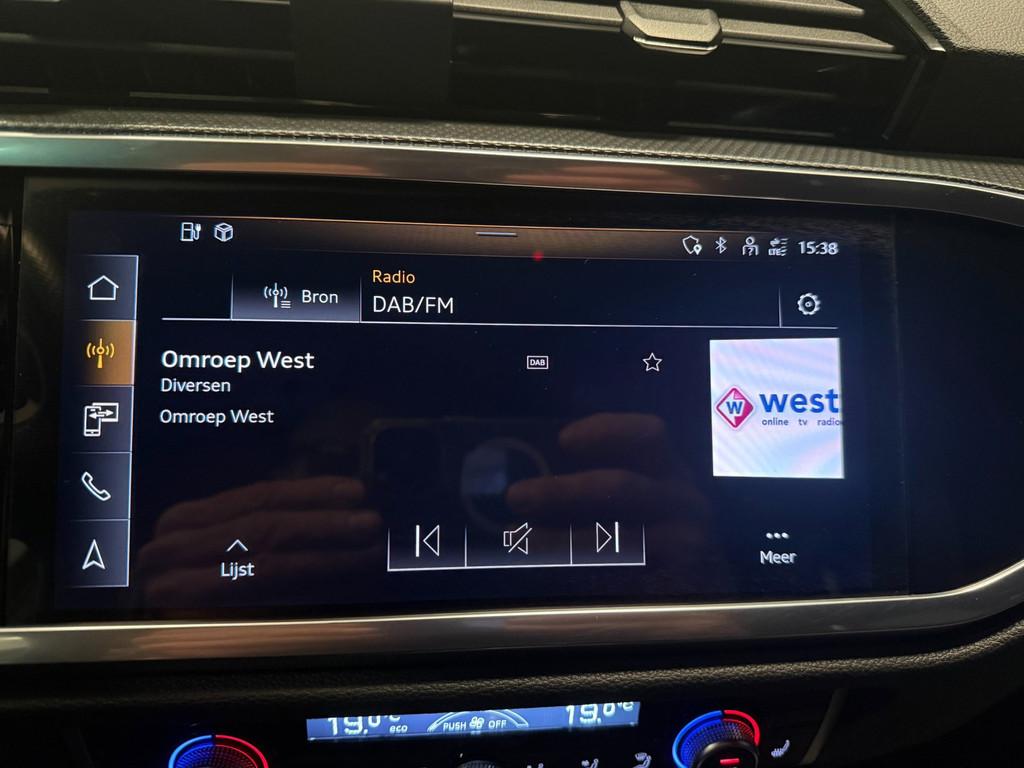 15:38
LTE
Radio
Bron
DAB/FM
Omroep West
DAB
Diversen
Omroep West
W
west
online tv radio
Lijst
Meer
19.0°C
eco
PUSH OFF
19.0°C